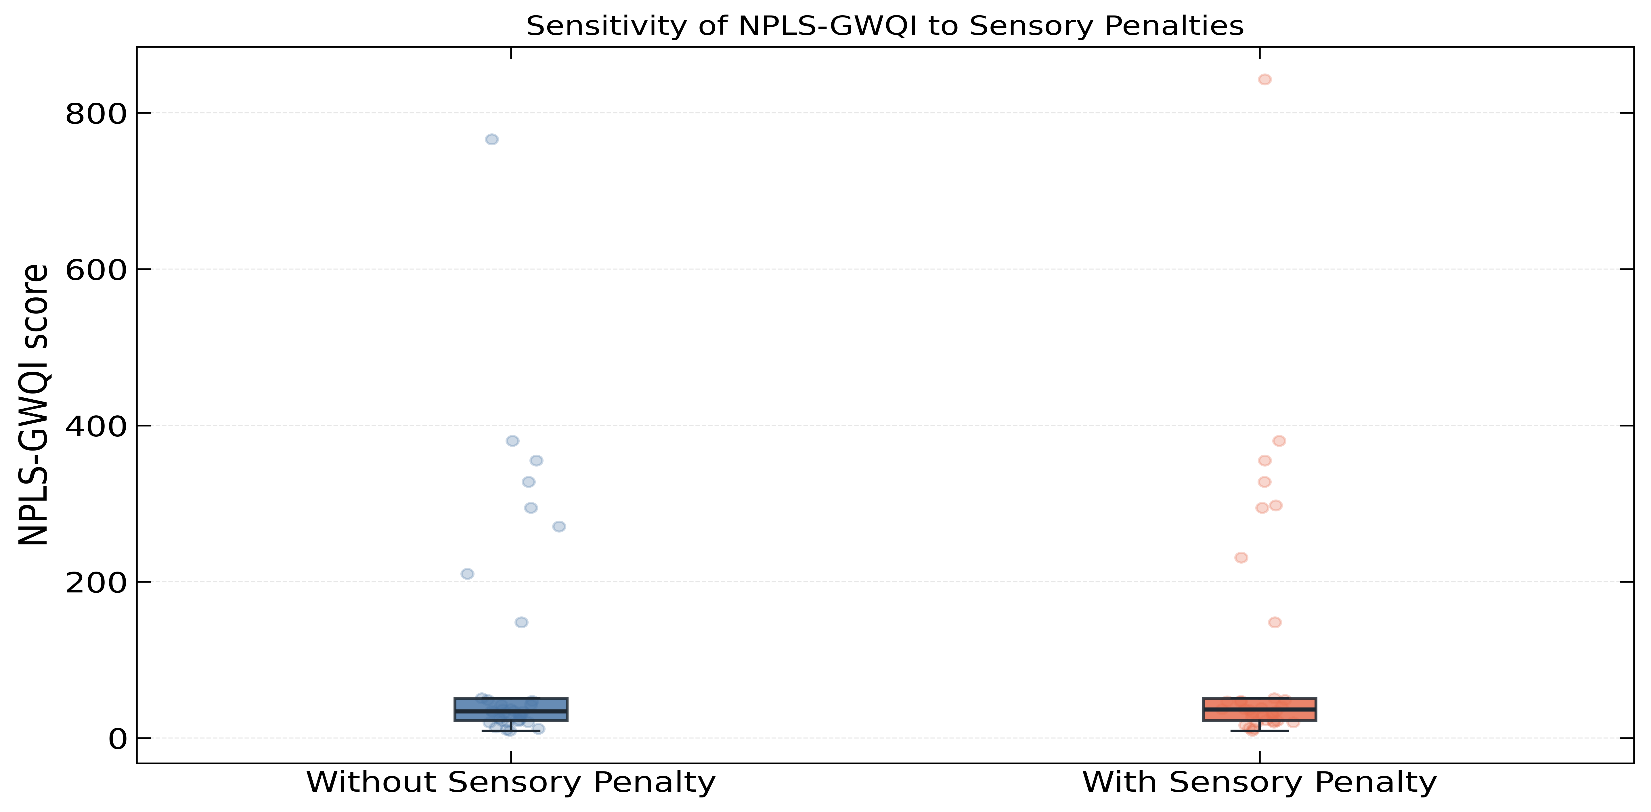 Sensitivity of NPLS-GWQI to Sensory Penalties
NPLS-GWQI score
800
600
400
200
0
Without Sensory Penalty
With Sensory Penalty